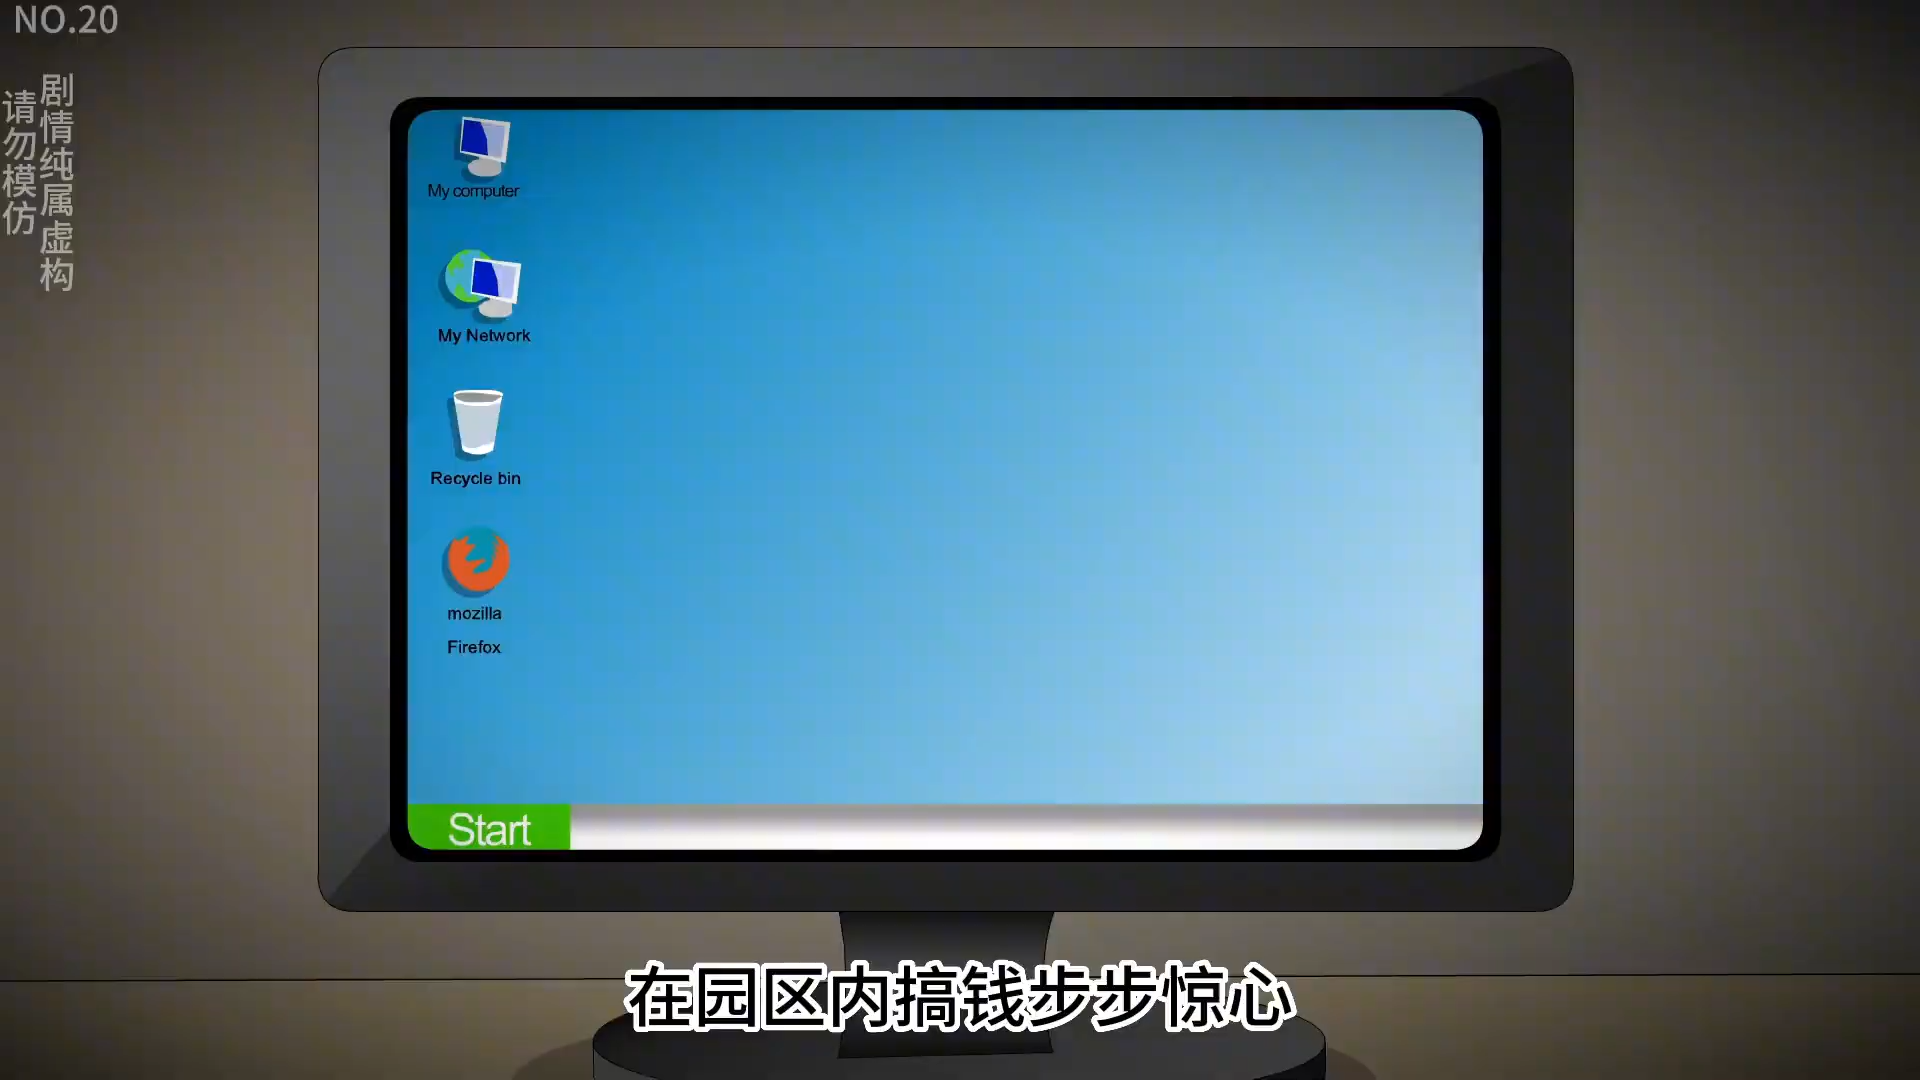 NO.20
剧情纯属虚构
请勿模仿
My computer
My Network
Recycle bin
mozilla
Firefox
Start
在园区内搞钱步步惊心